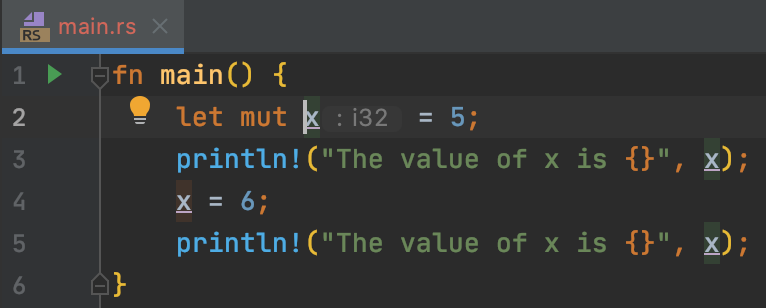 RS main.rs
1 fn main() {
2 let mut x : i32 = 5;
3 println!("The value of x is {}", x);
4 x = 6;
5 println!("The value of x is {}", x);
6 }